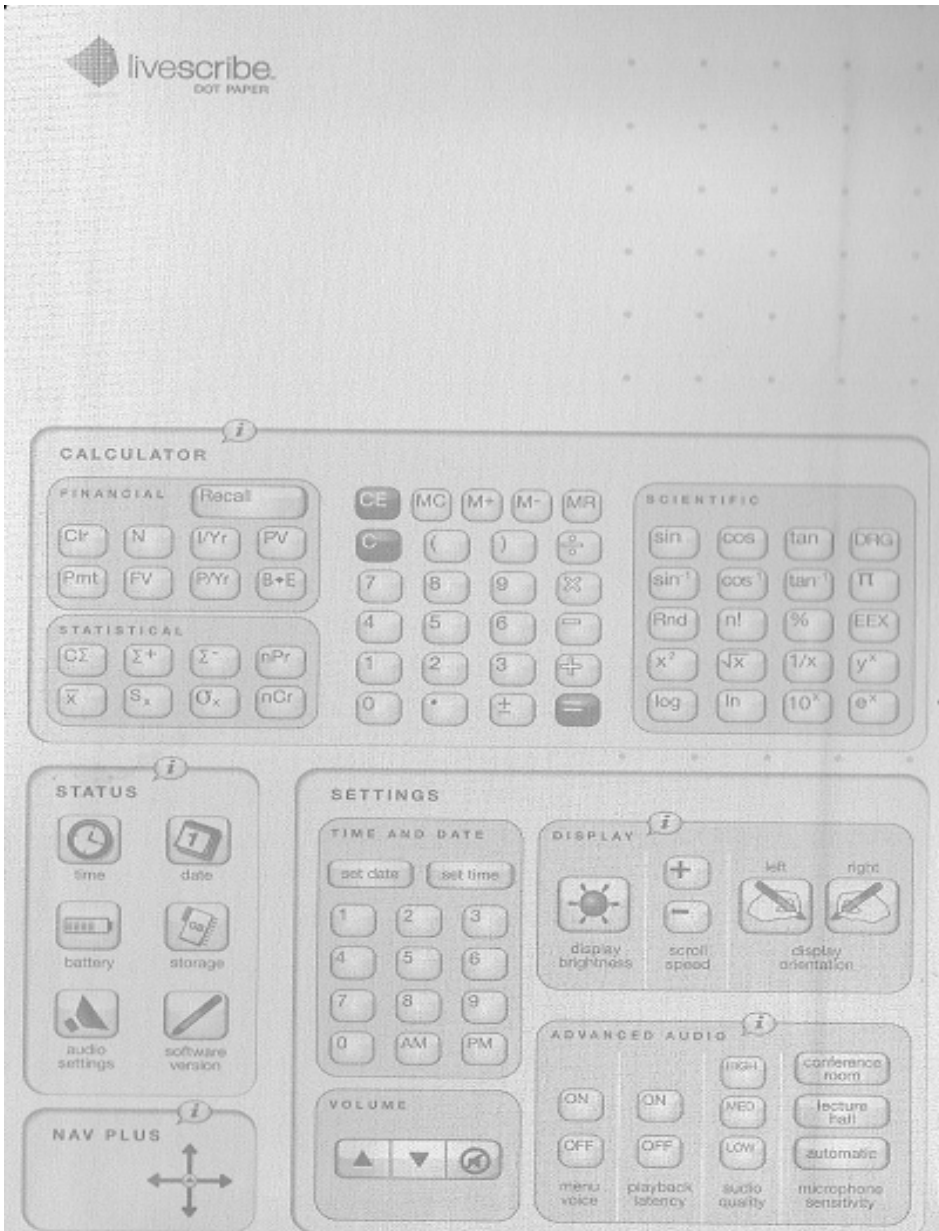 livescribe.
DOT PAPER
i
CALCULATOR
FINANCIAL Recall
Clr N I/Yr PV
Pmt FV P/Yr B+E
STATISTICAL
CΣ Σ+ Σ- nPr
x̅ Sx σx nCr
CE MC M+ M- MR
C ( ) ÷
7 8 9 ×
4 5 6 −
1 2 3 +
0 • ± =
SCIENTIFIC
sin cos tan DRG
sin⁻¹ cos⁻¹ tan⁻¹ Π
Rnd n! % EEX
x² √x 1/x yˣ
log ln 10ˣ eˣ
i
STATUS
time date
battery storage
audio settings
software version
i
NAV PLUS
SETTINGS
TIME AND DATE
set date set time
1 2 3
4 5 6
7 8 9
0 AM PM
VOLUME
i
DISPLAY
left right
+
−
display
brightness
scroll
speed
display
orientation
i
ADVANCED AUDIO
ON ON HIGH conference
room
MED lecture
hall
OFF OFF LOW automatic
menu
voice
playback
latency
audio
quality
microphone
sensitivity